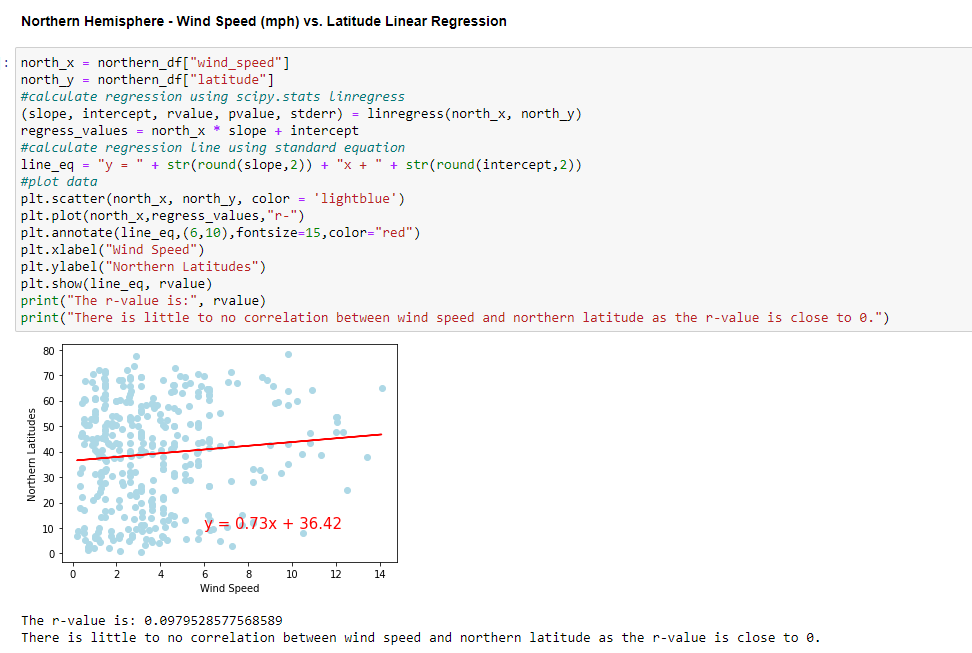 Northern Hemisphere - Wind Speed (mph) vs. Latitude Linear Regression
:
north_x = northern_df["wind_speed"]
north_y = northern_df["latitude"]
#calculate regression using scipy.stats linregress
(slope, intercept, rvalue, pvalue, stderr) = linregress(north_x, north_y)
regress_values = north_x * slope + intercept
#calculate regression line using standard equation
line_eq = "y = " + str(round(slope,2)) + "x + " + str(round(intercept,2))
#plot data
plt.scatter(north_x, north_y, color = 'lightblue')
plt.plot(north_x,regress_values,"r-")
plt.annotate(line_eq,(6,10),fontsize=15,color="red")
plt.xlabel("Wind Speed")
plt.ylabel("Northern Latitudes")
plt.show(line_eq, rvalue)
print("The r-value is:", rvalue)
print("There is little to no correlation between wind speed and northern latitude as the r-value is close to 0.")
80
70
60
50
40
30
20
10
0
Northern Latitudes
y = 0.73x + 36.42
0 2 4 6 8 10 12 14
Wind Speed
The r-value is: 0.0979528577568589
There is little to no correlation between wind speed and northern latitude as the r-value is close to 0.